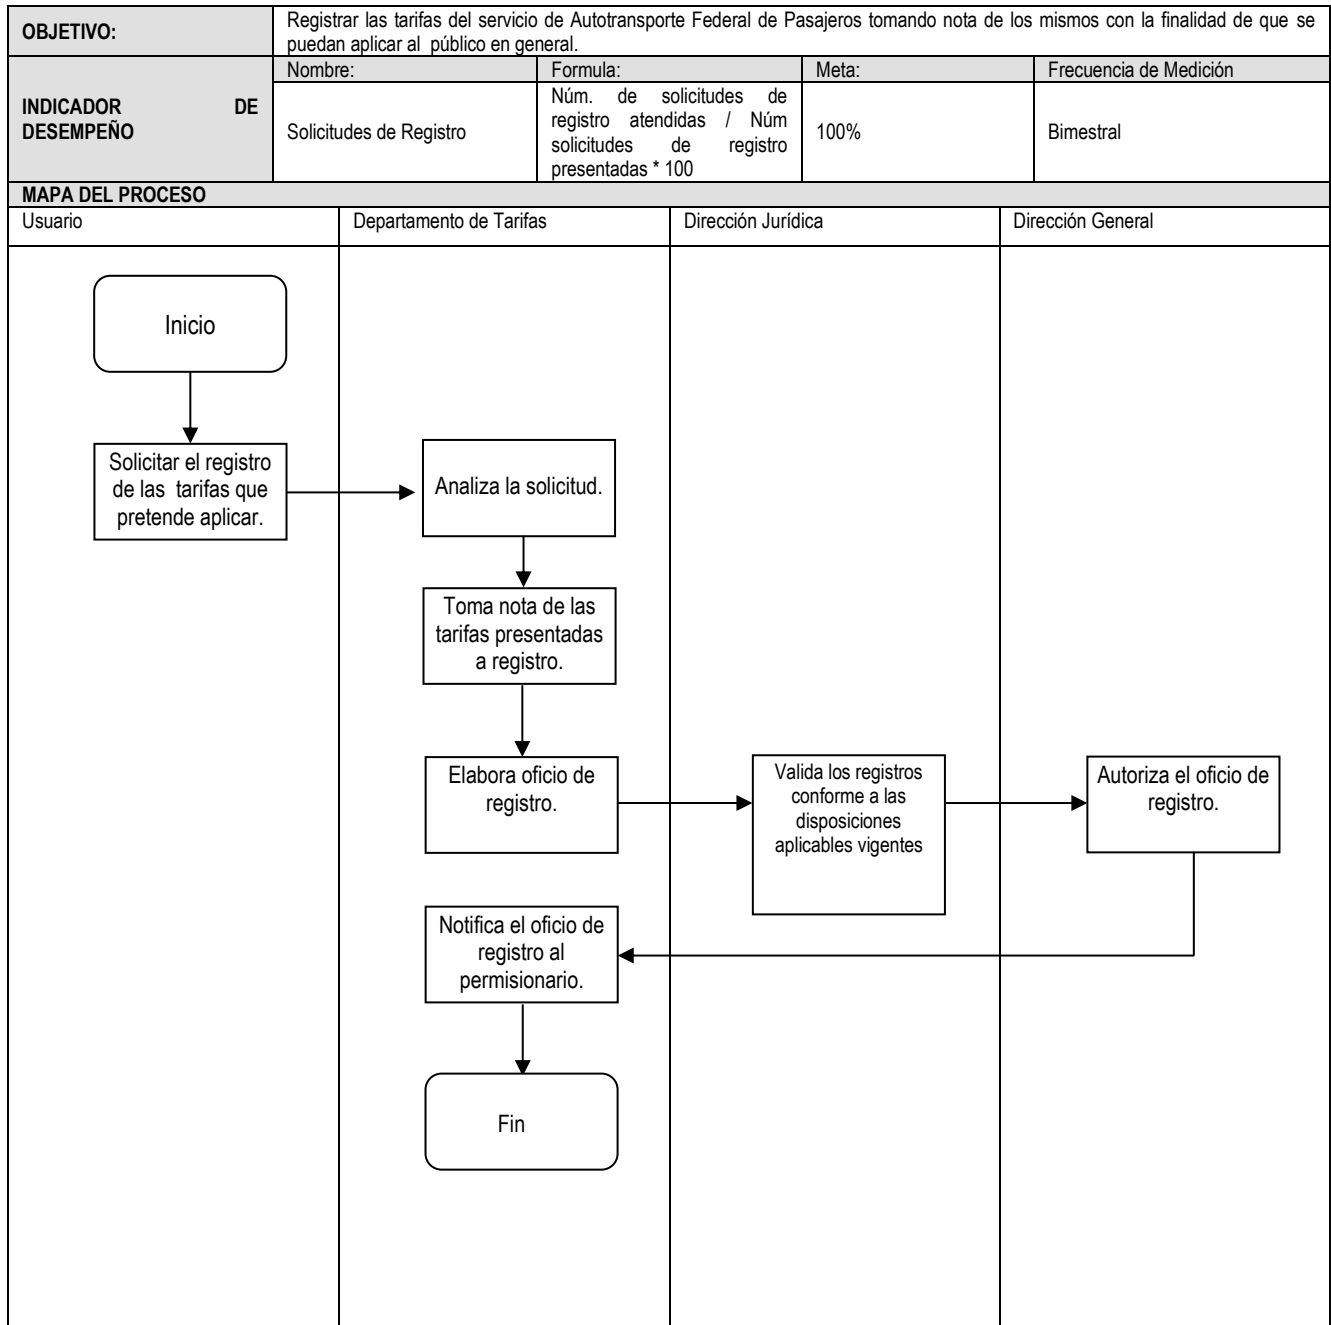 OBJETIVO:
Registrar las tarifas del servicio de Autotransporte Federal de Pasajeros tomando nota de los mismos con la finalidad de que se
puedan aplicar al  público en general.
INDICADOR DE
DESEMPEÑO
Nombre:
Formula:
Meta:
Frecuencia de Medición
Solicitudes de Registro
Núm. de solicitudes de
registro atendidas / Núm
solicitudes de registro
presentadas * 100
100%
Bimestral
MAPA DEL PROCESO
Usuario
Departamento de Tarifas
Dirección Jurídica
Dirección General
Inicio
Solicitar el registro
de las  tarifas que
pretende aplicar.
Analiza la solicitud.
Toma nota de las
tarifas presentadas
a registro.
Elabora oficio de
registro.
Valida los registros
conforme a las
disposiciones
aplicables vigentes
Autoriza el oficio de
registro.
Notifica el oficio de
registro al
permisionario.
Fin